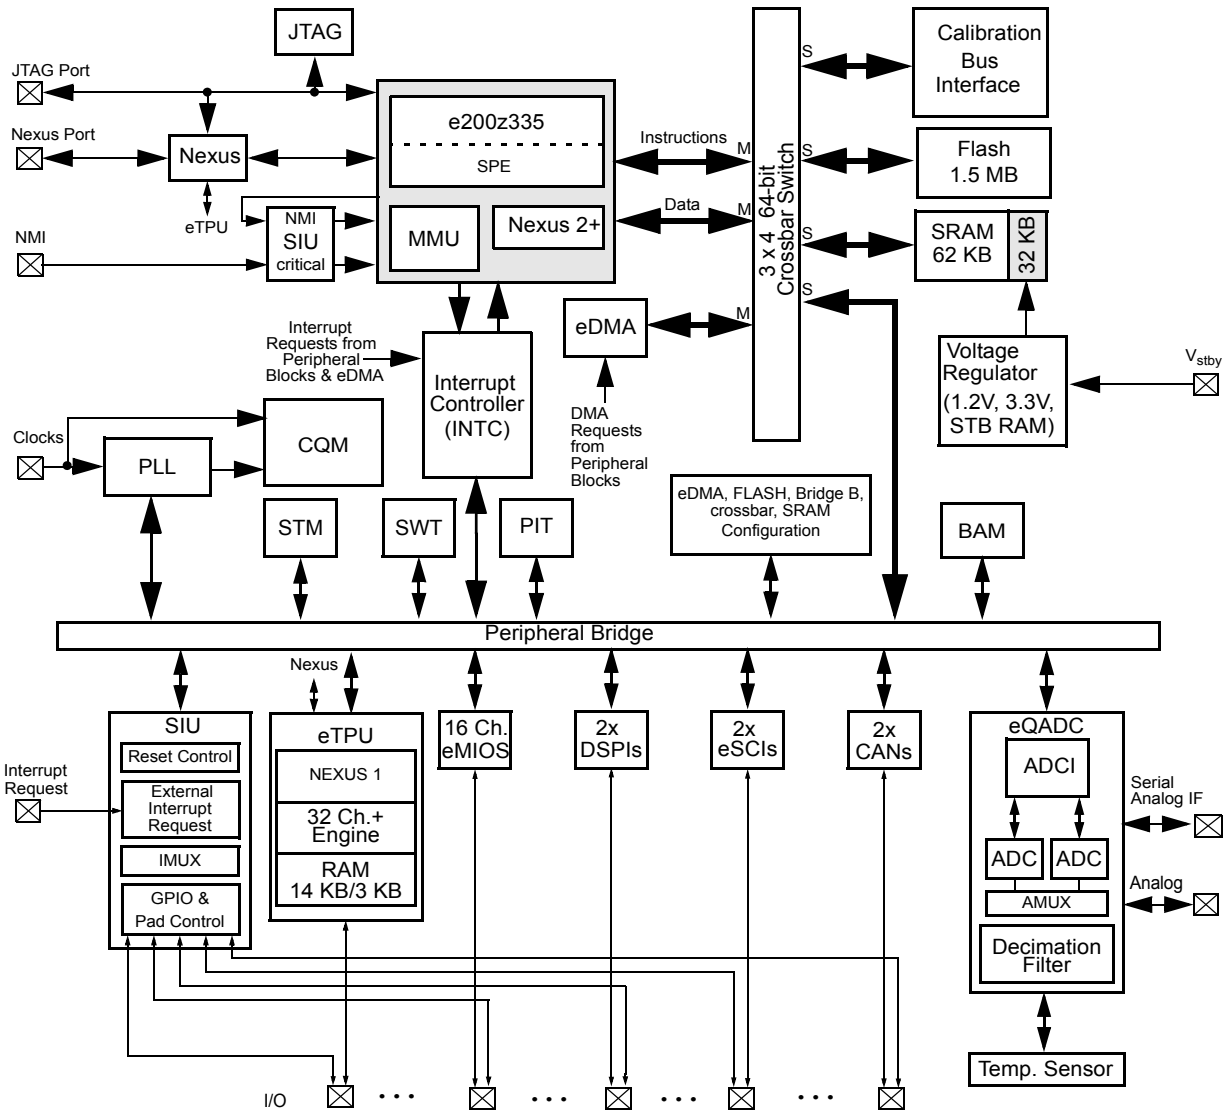 JTAG
JTAG Port
Nexus Port
Nexus
eTPU
NMI
NMI
SIU
critical
e200z335
SPE
MMU
Nexus 2+
Instructions
Data
M
M
M
3 x 4 64-bit
Crossbar Switch
S
S
S
S
Calibration
Bus
Interface
Flash
1.5 MB
SRAM
62 KB
32 KB
eDMA
DMA
Requests
from
Peripheral
Blocks
Interrupt
Requests from
Peripheral
Blocks & eDMA
Interrupt
Controller
(INTC)
Voltage
Regulator
(1.2V, 3.3V,
STB RAM)
Vstby
Clocks
PLL
CQM
STM
SWT
PIT
eDMA, FLASH, Bridge B,
crossbar, SRAM
Configuration
BAM
Peripheral Bridge
SIU
Reset Control
External
Interrupt
Request
IMUX
GPIO &
Pad Control
Interrupt
Request
Nexus
eTPU
NEXUS 1
32 Ch.+
Engine
RAM
14 KB/3 KB
16 Ch.
eMIOS
2x
DSPIs
2x
eSCIs
2x
CANs
eQADC
ADCI
ADC
ADC
AMUX
Decimation
Filter
Serial
Analog IF
Analog
Temp. Sensor
I/O
. . .
. . .
. . .
. . .